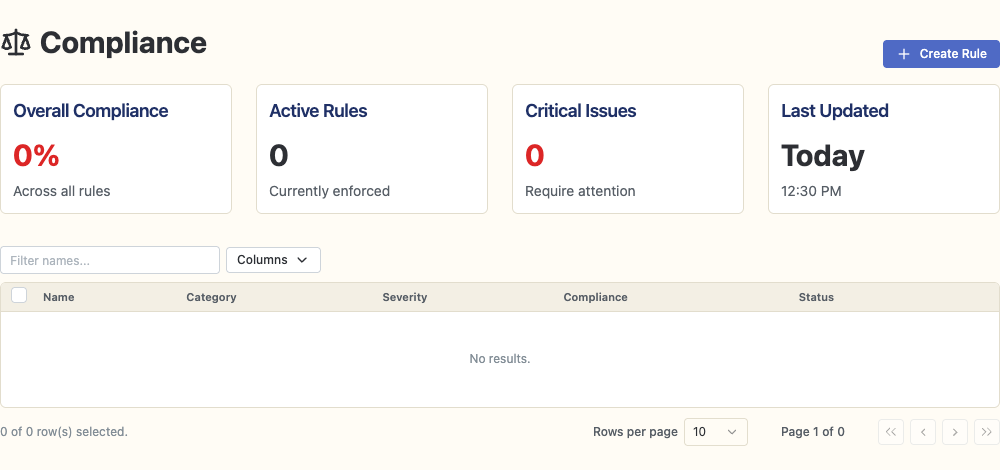 Compliance
Create Rule
Overall Compliance
0%
Across all rules
Active Rules
0
Currently enforced
Critical Issues
0
Require attention
Last Updated
Today
12:30 PM
Filter names...
Columns
Name Category Severity Compliance Status
No results.
0 of 0 row(s) selected.
Rows per page 10 Page 1 of 0